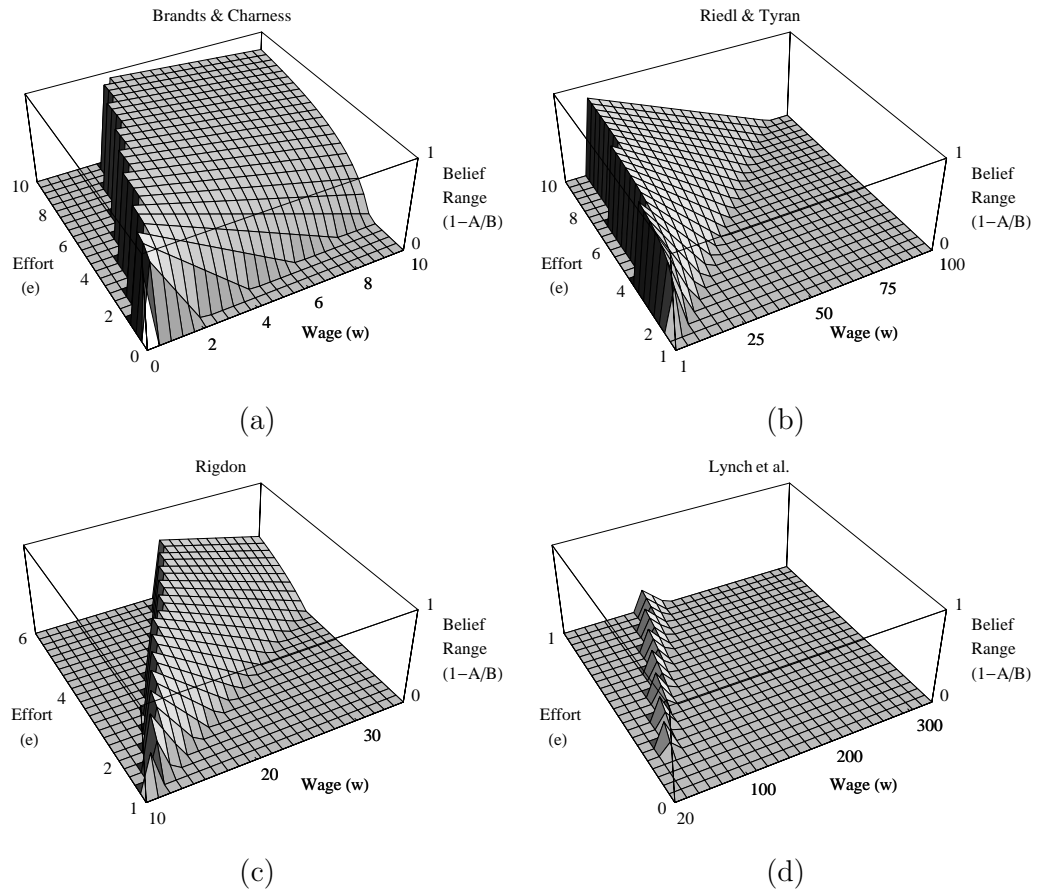 Brandts & Charness
1
Belief
Range
(1−A/B)
0
10
8
6
4
2
0
Effort
(e)
0
2
4
6
8
10
Wage (w)
(a)
Riedl & Tyran
1
Belief
Range
(1−A/B)
0
10
8
6
4
2
1
Effort
(e)
1
25
50
75
100
Wage (w)
(b)
Rigdon
1
Belief
Range
(1−A/B)
0
6
4
2
1
Effort
(e)
10
20
30
Wage (w)
(c)
Lynch et al.
1
Belief
Range
(1−A/B)
0
1
0
Effort
(e)
20
100
200
300
Wage (w)
(d)